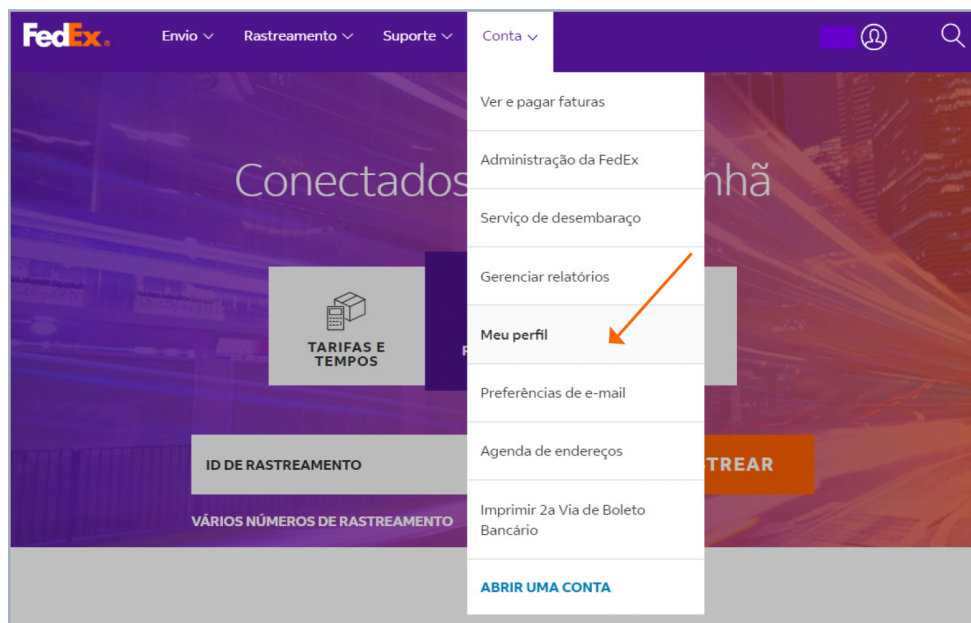 FedEx.
Envio
Rastreamento
Suporte
Conta
Ver e pagar faturas
Administração da FedEx
Serviço de desembaraço
Gerenciar relatórios
Meu perfil
Preferências de e-mail
Agenda de endereços
Imprimir 2a Via de Boleto
Bancário
ABRIR UMA CONTA
Conectados
TARIFAS E
TEMPOS
ID DE RASTREAMENTO
VÁRIOS NÚMEROS DE RASTREAMENTO